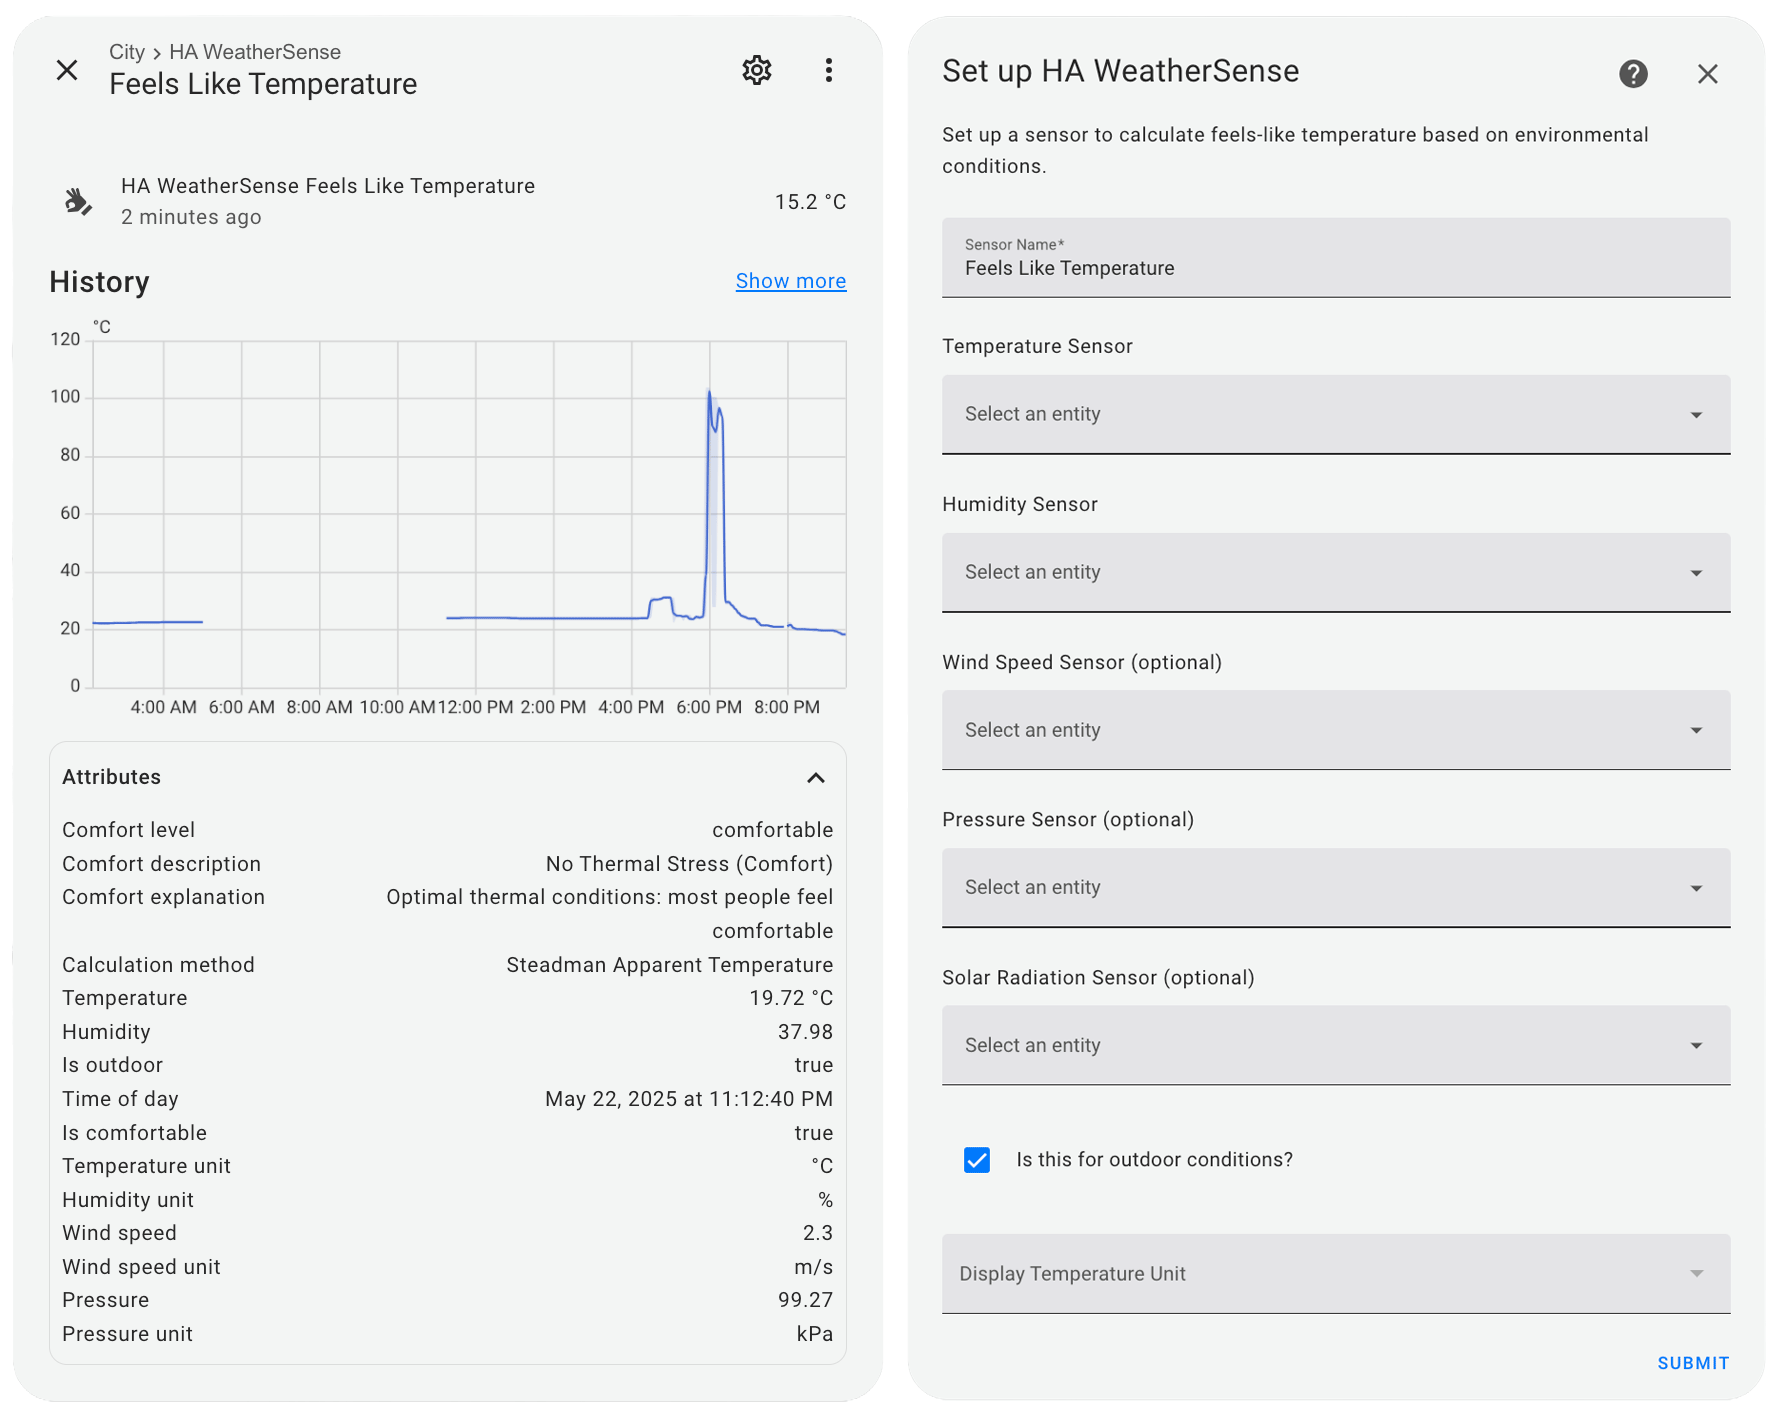 City > HA WeatherSense
Feels Like Temperature
HA WeatherSense Feels Like Temperature
2 minutes ago
15.2 °C
History
Show more
°C
120
100
80
60
40
20
0
4:00 AM 6:00 AM 8:00 AM 10:00 AM 12:00 PM 2:00 PM 4:00 PM 6:00 PM 8:00 PM
Attributes
Comfort level comfortable
Comfort description No Thermal Stress (Comfort)
Comfort explanation Optimal thermal conditions: most people feel
comfortable
Calculation method Steadman Apparent Temperature
Temperature 19.72 °C
Humidity 37.98
Is outdoor true
Time of day May 22, 2025 at 11:12:40 PM
Is comfortable true
Temperature unit °C
Humidity unit %
Wind speed 2.3
Wind speed unit m/s
Pressure 99.27
Pressure unit kPa
Set up HA WeatherSense
?
Set up a sensor to calculate feels-like temperature based on environmental
conditions.
Sensor Name*
Feels Like Temperature
Temperature Sensor
Select an entity
Humidity Sensor
Select an entity
Wind Speed Sensor (optional)
Select an entity
Pressure Sensor (optional)
Select an entity
Solar Radiation Sensor (optional)
Select an entity
Is this for outdoor conditions?
Display Temperature Unit
SUBMIT